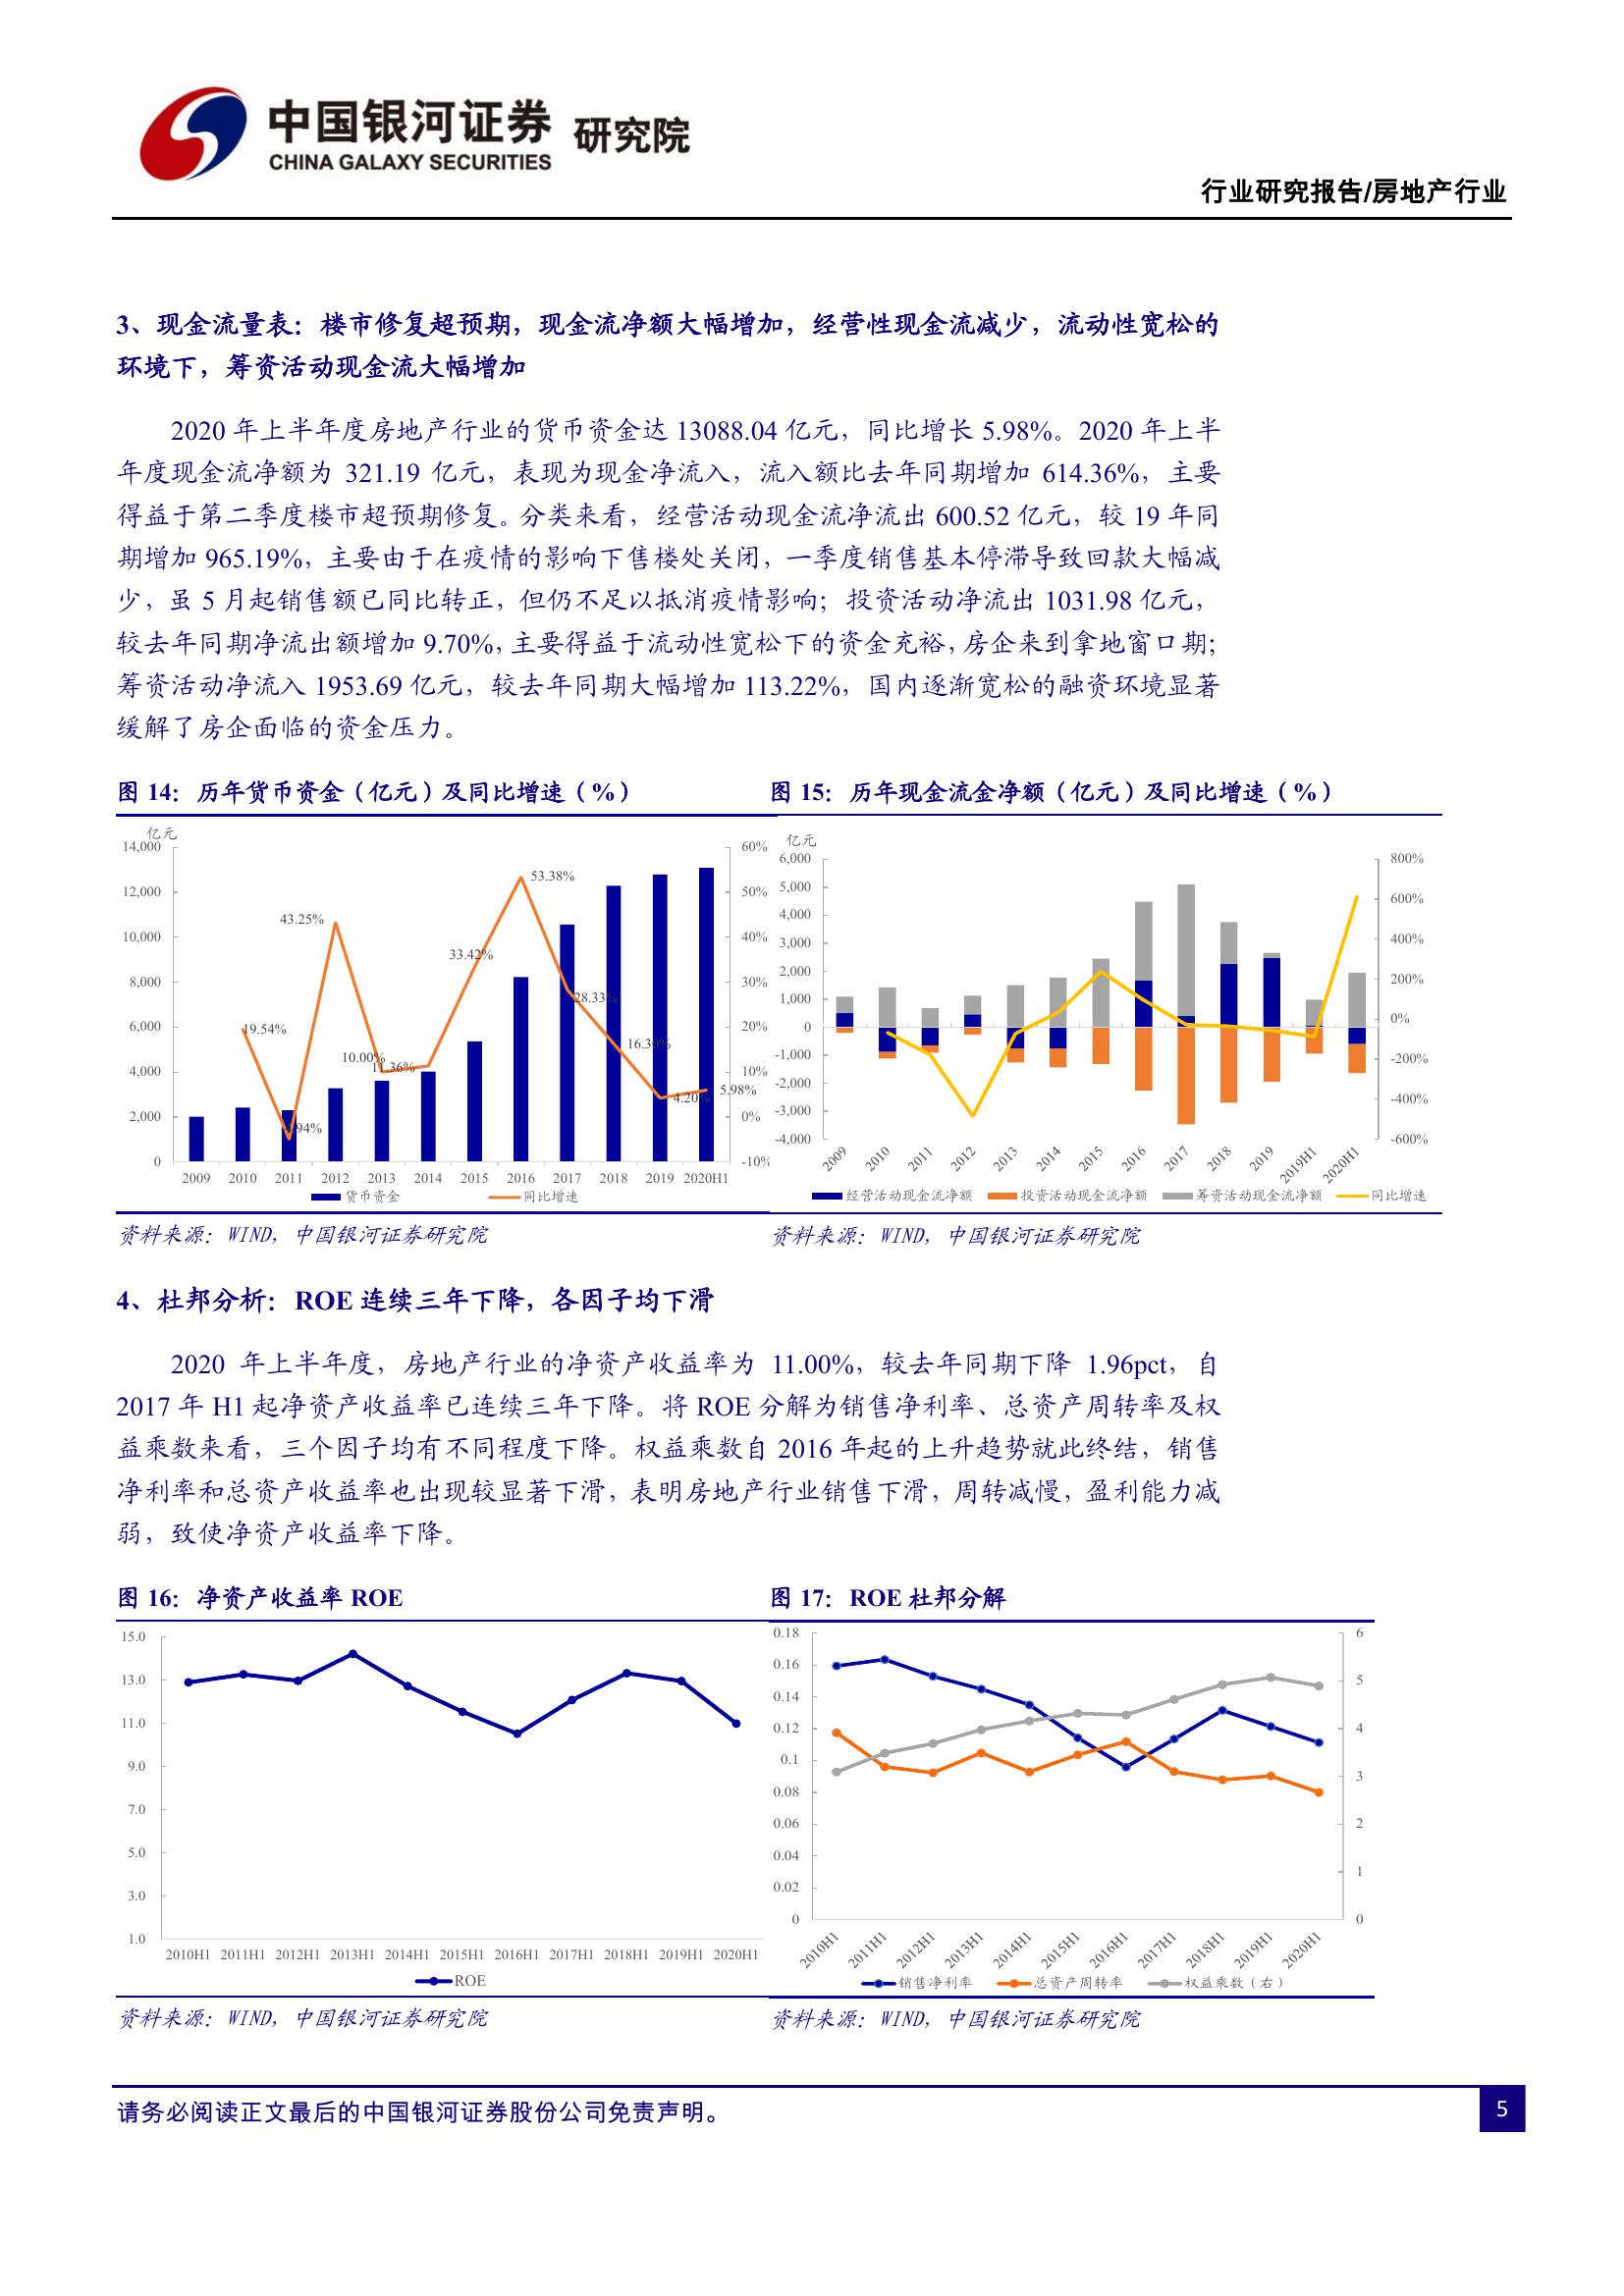 中国银河证券 研究院
CHINA GALAXY SECURITIES
行业研究报告/房地产行业
3、现金流量表：楼市修复超预期，现金流净额大幅增加，经营性现金流减少，流动性宽松的
环境下，筹资活动现金流大幅增加
2020 年上半年度房地产行业的货币资金达 13088.04 亿元，同比增长 5.98%。2020 年上半
年度现金流净额为 321.19 亿元，表现为现金净流入，流入额比去年同期增加 614.36%，主要
得益于第二季度楼市超预期修复。分类来看，经营活动现金流净流出 600.52 亿元，较 19 年同
期增加 965.19%，主要由于在疫情的影响下售楼处关闭，一季度销售基本停滞导致回款大幅减
少，虽 5 月起销售额已同比转正，但仍不足以抵消疫情影响；投资活动净流出 1031.98 亿元，
较去年同期净流出额增加 9.70%，主要得益于流动性宽松下的资金充裕，房企来到拿地窗口期；
筹资活动净流入 1953.69 亿元，较去年同期大幅增加 113.22%，国内逐渐宽松的融资环境显著
缓解了房企面临的资金压力。
图 14：历年货币资金（亿元）及同比增速（%）
亿元
14,000
12,000
10,000
8,000
6,000
4,000
2,000
0
60%
50%
40%
30%
20%
10%
0%
-10%
19.54%
43.25%
10.00%
11.36%
33.42%
53.38%
28.33%
4.20%
5.98%
2009 2010 2011 2012 2013 2014 2015 2016 2017 2018 2019 2020H1
货币资金 同比增速
资料来源：WIND，中国银河证券研究院
图 15：历年现金流金净额（亿元）及同比增速（%）
亿元
6,000
5,000
4,000
3,000
2,000
1,000
0
-1,000
-2,000
-3,000
-4,000
800%
600%
400%
200%
0%
-200%
-400%
-600%
2009 2010 2011 2012 2013 2014 2015 2016 2017 2018 2019 2019H1 2020H1
经营活动现金流净额 投资活动现金流净额 筹资活动现金流净额 同比增速
资料来源：WIND，中国银河证券研究院
4、杜邦分析：ROE 连续三年下降，各因子均下滑
2020 年上半年度，房地产行业的净资产收益率为 11.00%，较去年同期下降 1.96pct，自
2017 年 H1 起净资产收益率已连续三年下降。将 ROE 分解为销售净利率、总资产周转率及权
益乘数来看，三个因子均有不同程度下降。权益乘数自 2016 年起的上升趋势就此终结，销售
净利率和总资产收益率也出现较显著下滑，表明房地产行业销售下滑，周转减慢，盈利能力减
弱，致使净资产收益率下降。
图 16：净资产收益率 ROE
15.0
13.0
11.0
9.0
7.0
5.0
3.0
1.0
2010H1 2011H1 2012H1 2013H1 2014H1 2015H1 2016H1 2017H1 2018H1 2019H1 2020H1
ROE
资料来源：WIND，中国银河证券研究院
图 17：ROE 杜邦分解
0.18
0.16
0.14
0.12
0.1
0.08
0.06
0.04
0.02
0
6
5
4
3
2
1
0
2010H1 2011H1 2012H1 2013H1 2014H1 2015H1 2016H1 2017H1 2018H1 2019H1 2020H1
销售净利率 总资产周转率 权益乘数（右）
资料来源：WIND，中国银河证券研究院
请务必阅读正文最后的中国银河证券股份公司免责声明。
5